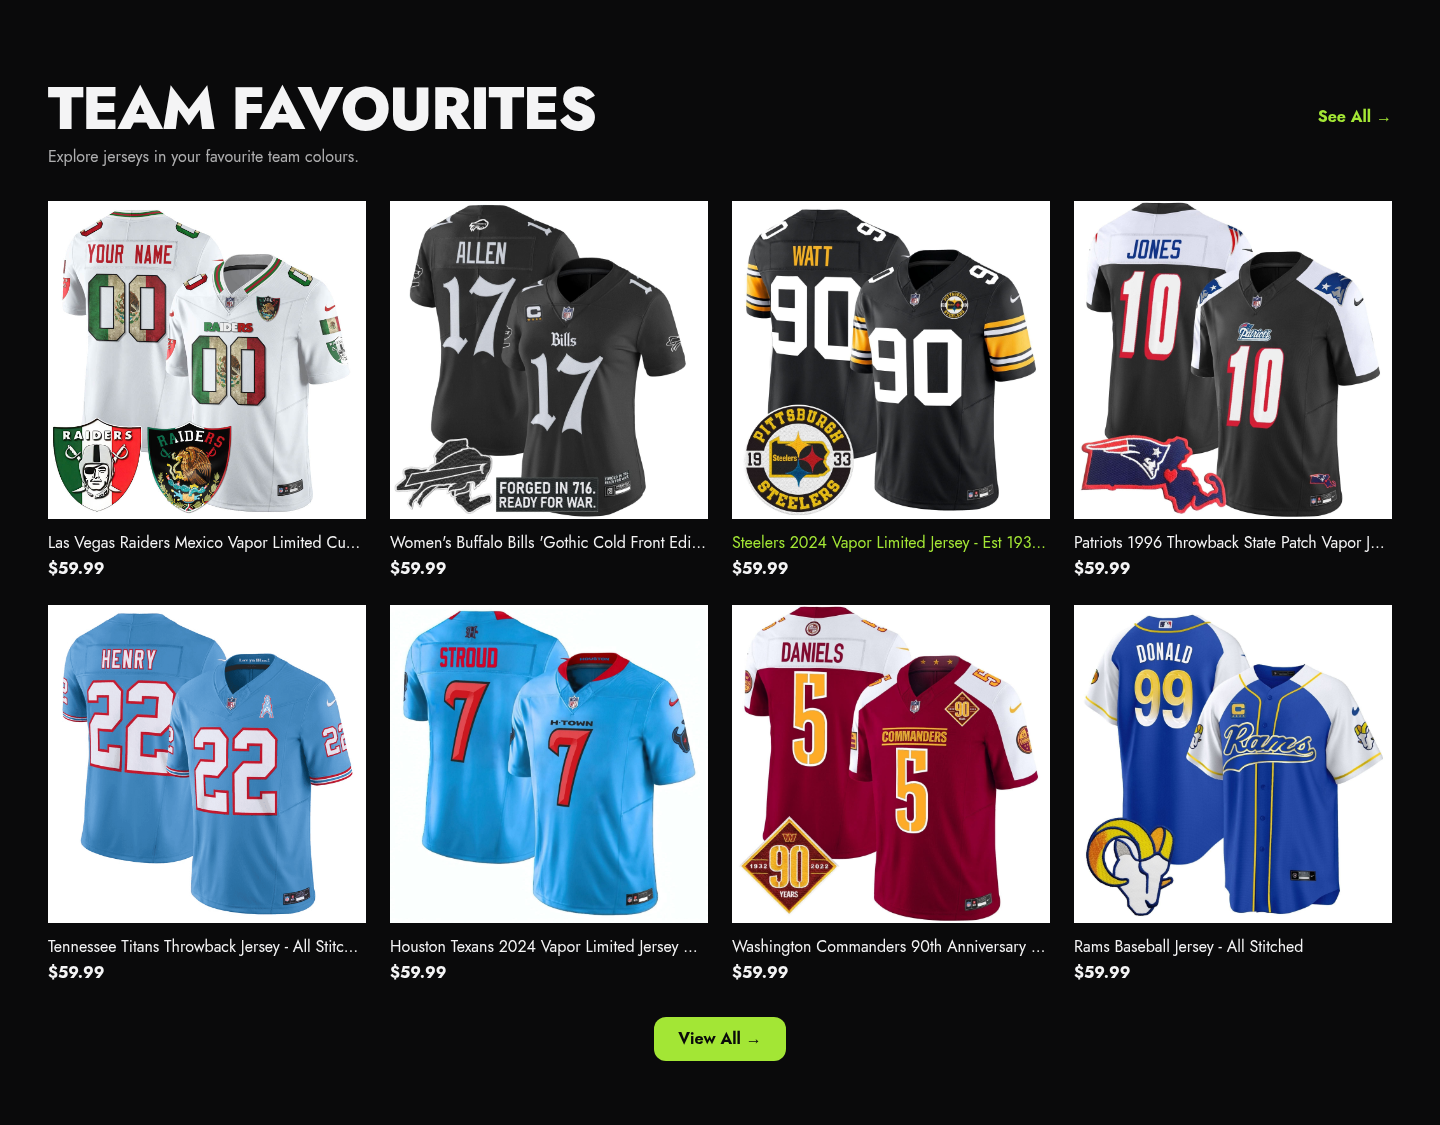 TEAM FAVOURITES
See All →
Explore jerseys in your favourite team colours.
YOUR NAME
00
RAIDERS
00
RAIDERS
RAIDERS
ALLEN
17
Bills
17
FORGED IN 716.
READY FOR WAR.
WATT
90
90
PITTSBURGH
19 33
Steelers
STEELERS
JONES
10
Patriots
10
Las Vegas Raiders Mexico Vapor Limited Cu...
$59.99
Women's Buffalo Bills 'Gothic Cold Front Edi...
$59.99
Steelers 2024 Vapor Limited Jersey - Est 193...
$59.99
Patriots 1996 Throwback State Patch Vapor J...
$59.99
HENRY
22
22
22
STROUD
7
H-TOWN
7
DANIELS
5
5
90
COMMANDERS
5
W
1932 90 2022
YEARS
DONALD
99
C
Rams
Tennessee Titans Throwback Jersey - All Stitc...
$59.99
Houston Texans 2024 Vapor Limited Jersey ...
$59.99
Washington Commanders 90th Anniversary ...
$59.99
Rams Baseball Jersey - All Stitched
$59.99
View All →